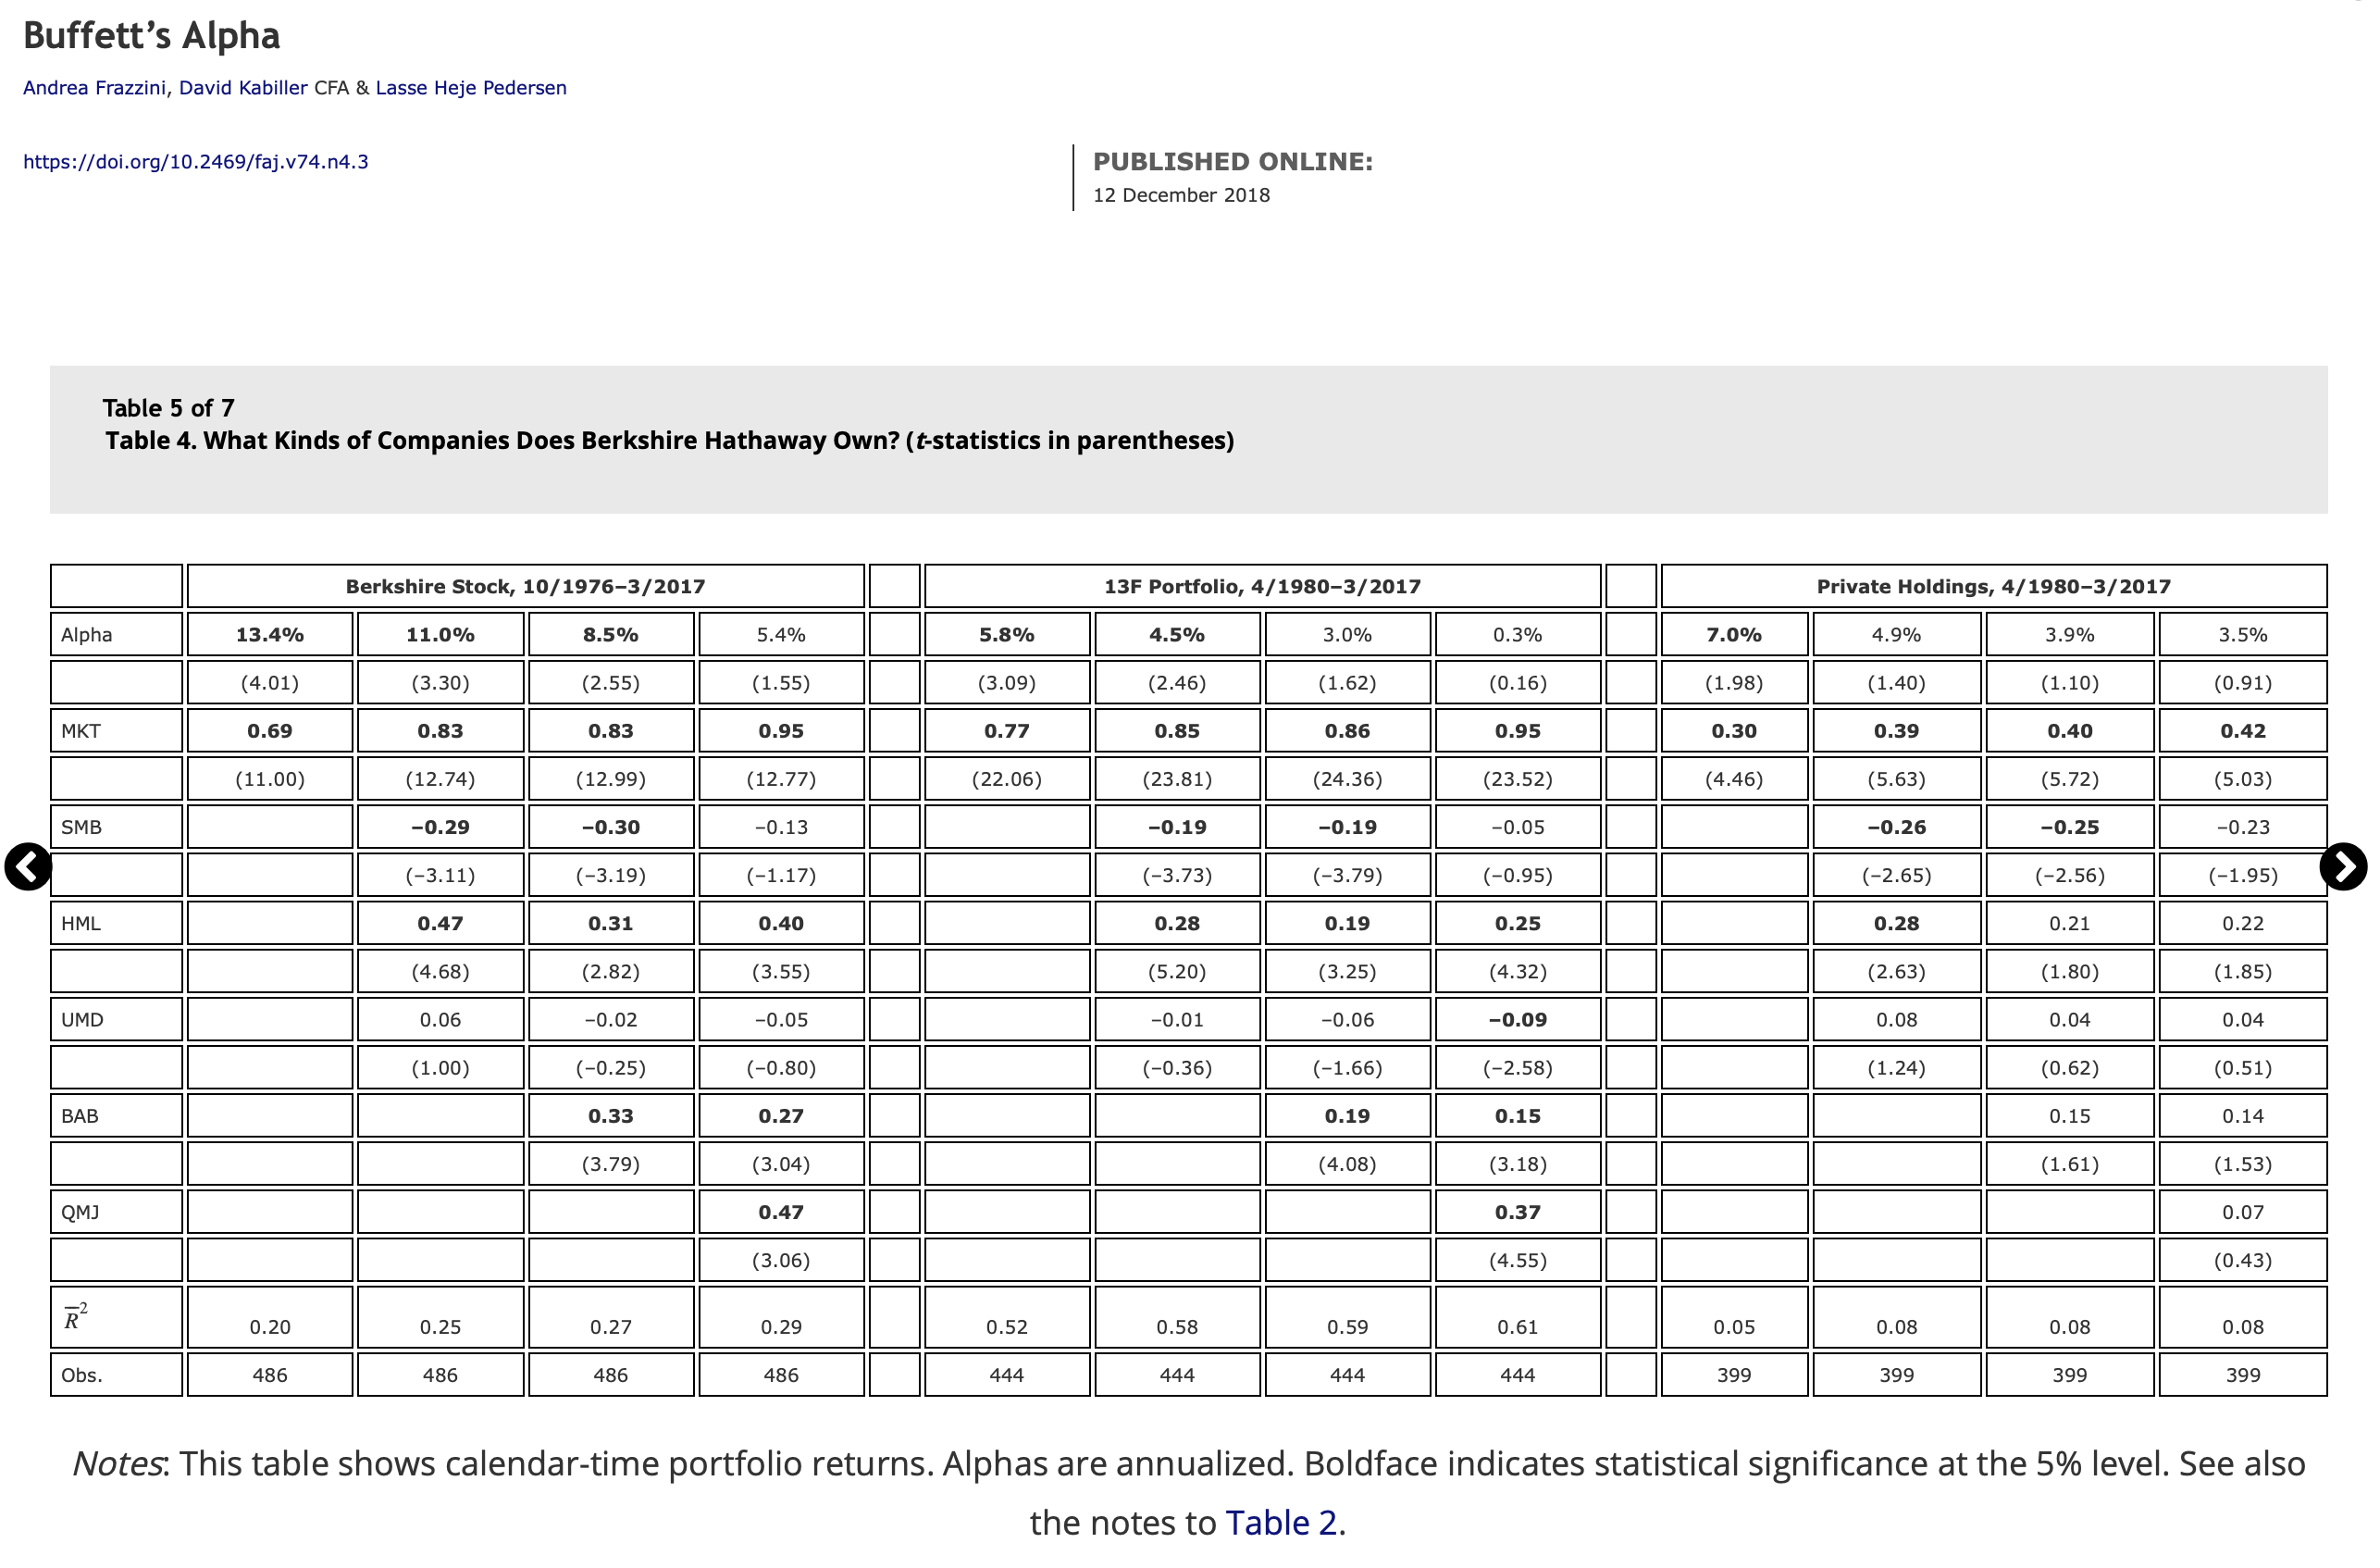 Buffett’s Alpha
Andrea Frazzini, David Kabiller CFA & Lasse Heje Pedersen
https://doi.org/10.2469/faj.v74.n4.3
PUBLISHED ONLINE:
12 December 2018
Table 5 of 7
Table 4. What Kinds of Companies Does Berkshire Hathaway Own? (t-statistics in parentheses)
Berkshire Stock, 10/1976–3/2017 13F Portfolio, 4/1980–3/2017 Private Holdings, 4/1980–3/2017
Alpha 13.4% 11.0% 8.5% 5.4% 5.8% 4.5% 3.0% 0.3% 7.0% 4.9% 3.9% 3.5%
(4.01) (3.30) (2.55) (1.55) (3.09) (2.46) (1.62) (0.16) (1.98) (1.40) (1.10) (0.91)
MKT 0.69 0.83 0.83 0.95 0.77 0.85 0.86 0.95 0.30 0.39 0.40 0.42
(11.00) (12.74) (12.99) (12.77) (22.06) (23.81) (24.36) (23.52) (4.46) (5.63) (5.72) (5.03)
SMB −0.29 −0.30 −0.13 −0.19 −0.19 −0.05 −0.26 −0.25 −0.23
(−3.11) (−3.19) (−1.17) (−3.73) (−3.79) (−0.95) (−2.65) (−2.56) (−1.95)
HML 0.47 0.31 0.40 0.28 0.19 0.25 0.28 0.21 0.22
(4.68) (2.82) (3.55) (5.20) (3.25) (4.32) (2.63) (1.80) (1.85)
UMD 0.06 −0.02 −0.05 −0.01 −0.06 −0.09 0.08 0.04 0.04
(1.00) (−0.25) (−0.80) (−0.36) (−1.66) (−2.58) (1.24) (0.62) (0.51)
BAB 0.33 0.27 0.19 0.15 0.15 0.14
(3.79) (3.04) (4.08) (3.18) (1.61) (1.53)
QMJ 0.47 0.37 0.07
(3.06) (4.55) (0.43)
R̅² 0.20 0.25 0.27 0.29 0.52 0.58 0.59 0.61 0.05 0.08 0.08 0.08
Obs. 486 486 486 486 444 444 444 444 399 399 399 399
Notes: This table shows calendar-time portfolio returns. Alphas are annualized. Boldface indicates statistical significance at the 5% level. See also
the notes to Table 2.